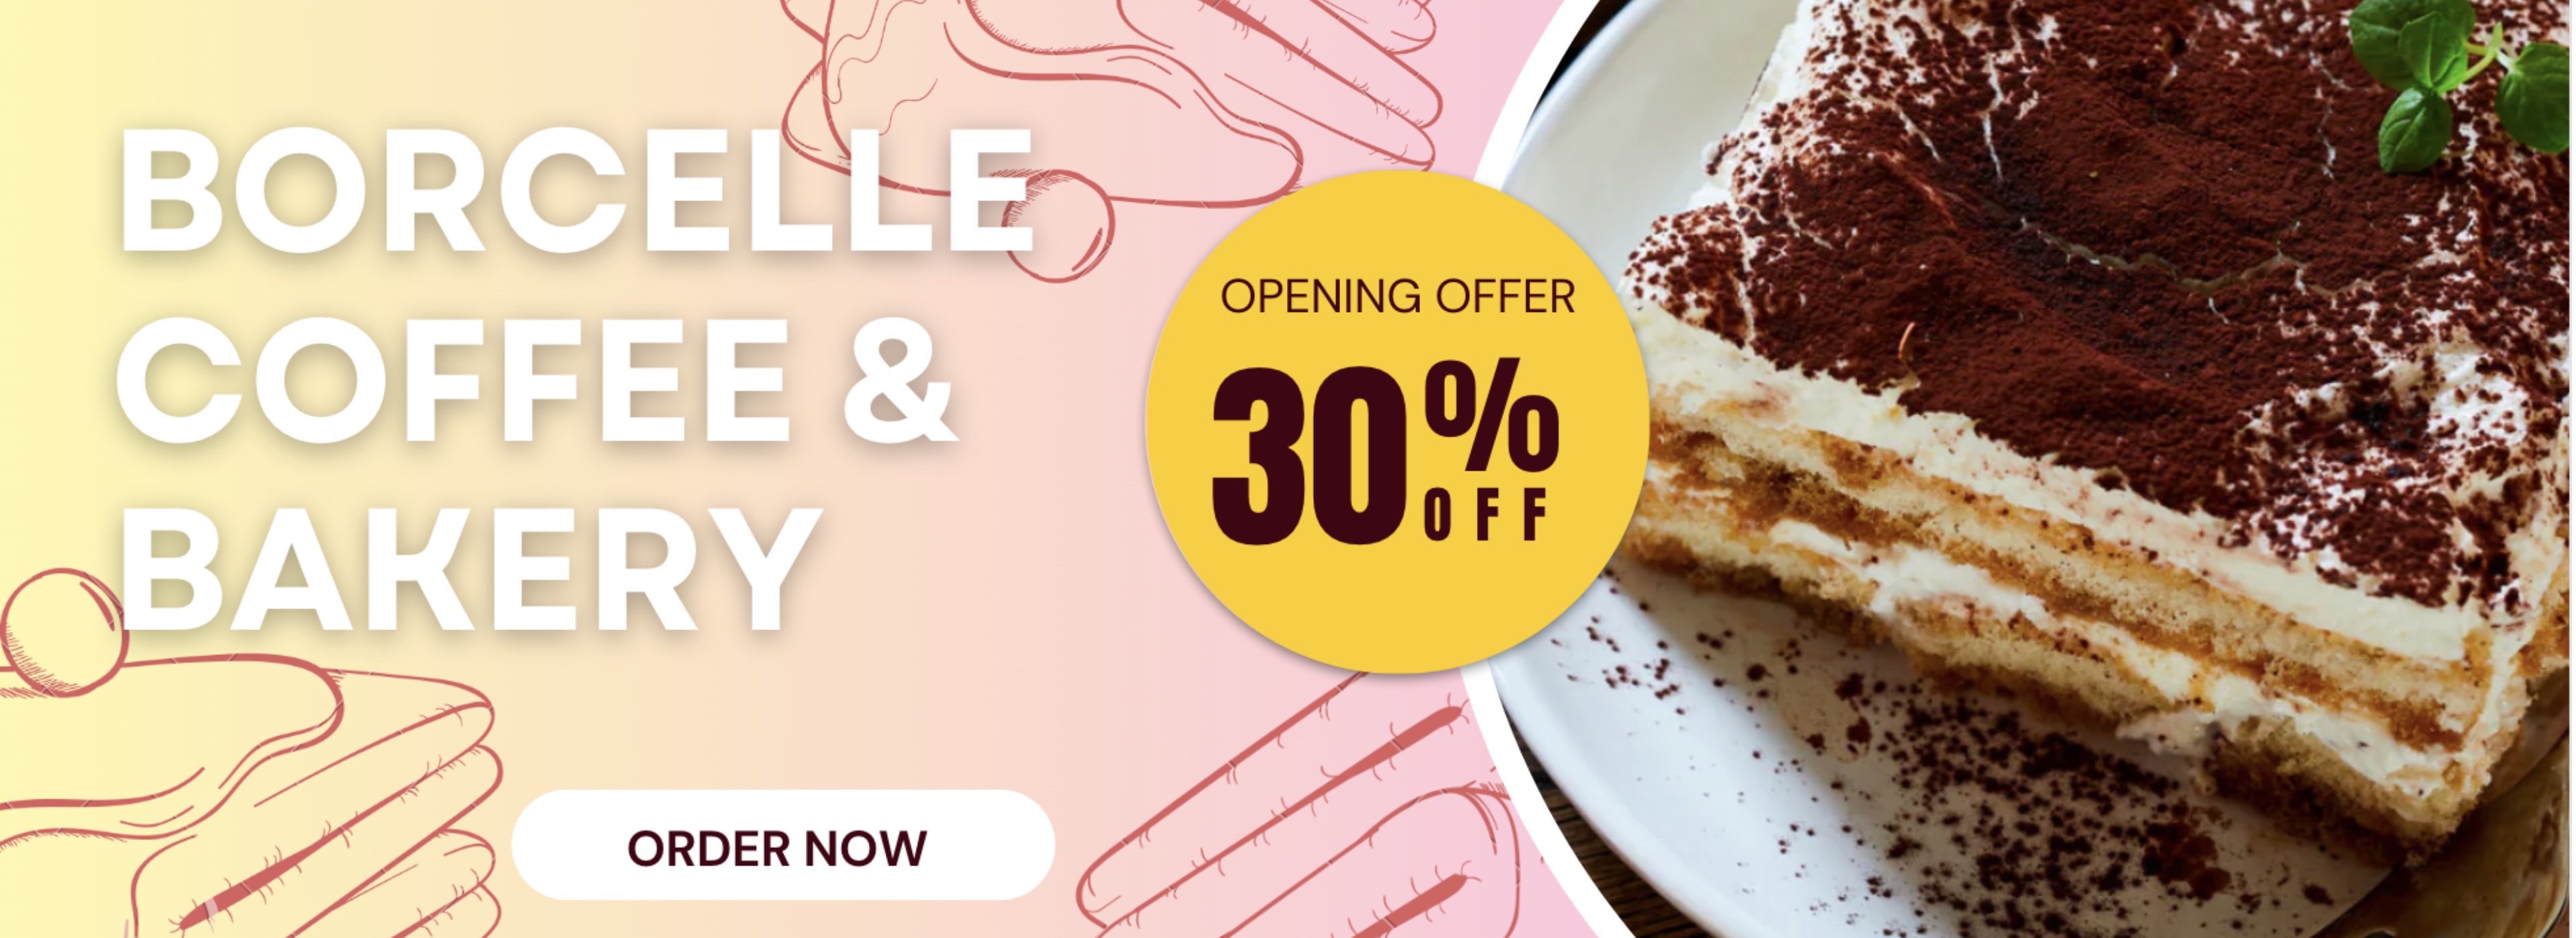 BORCELLE
COFFEE &
BAKERY
OPENING OFFER
30%
OFF
ORDER NOW